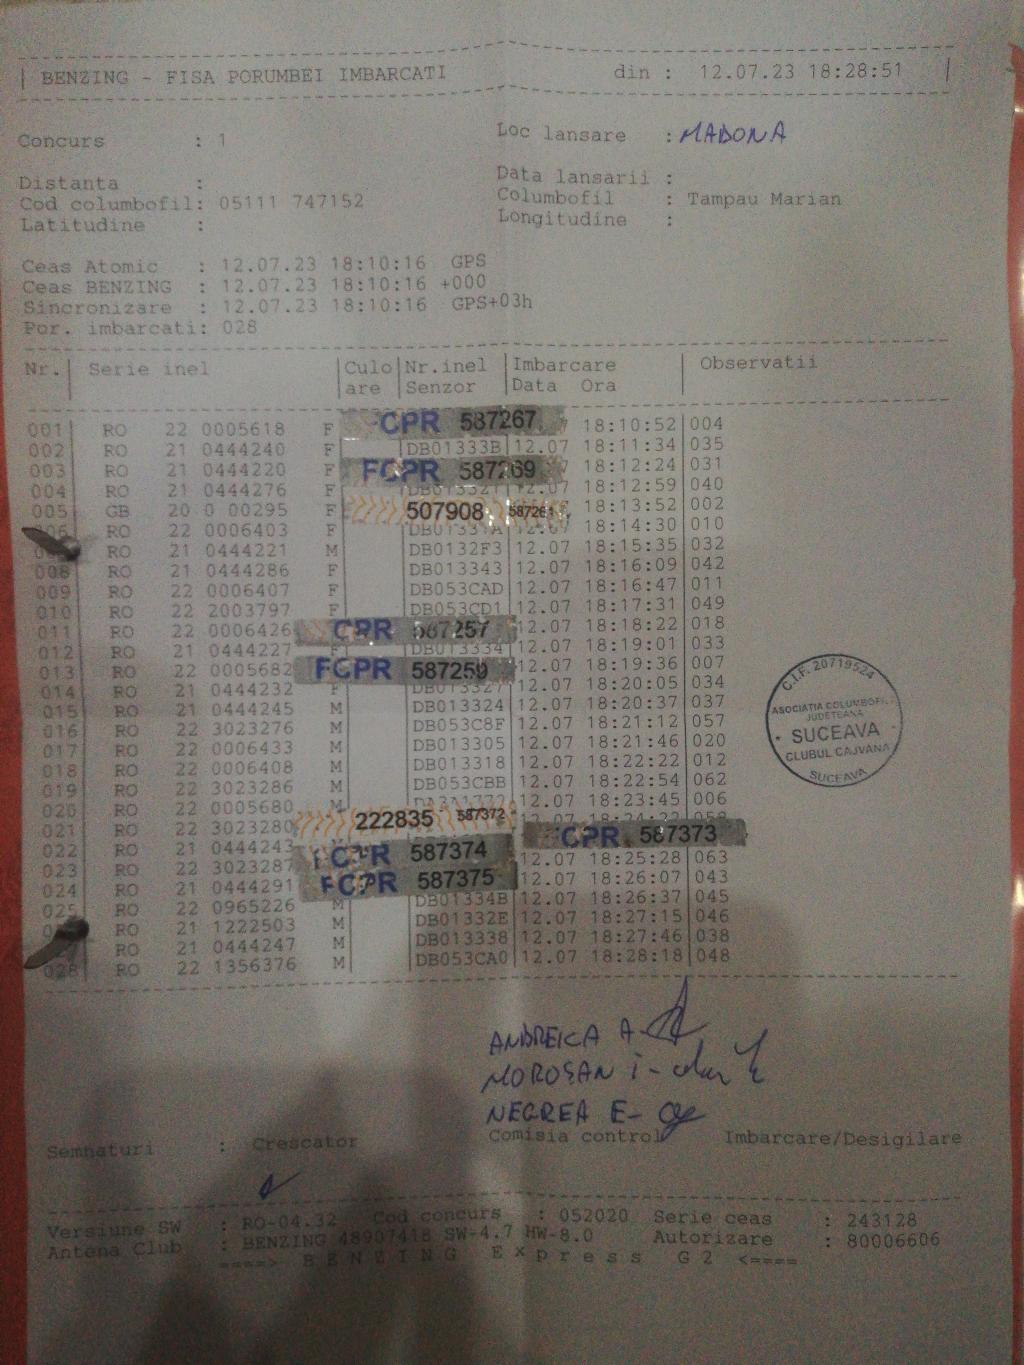 BENZING - FISA PORUMBEI IMBARCATI din : 12.07.23 18:28:51
Concurs : 1 Loc lansare : MADONA
Distanta : Data lansarii :
Cod columbofil: 05111 747152 Columbofil : Tampau Marian
Latitudine : Longitudine :
Ceas Atomic : 12.07.23 18:10:16 GPS
Ceas BENZING : 12.07.23 18:10:16 +000
Sincronizare : 12.07.23 18:10:16 GPS+03h
Por. imbarcati: 028
Nr. Serie inel Culo Nr.inel Imbarcare Observatii
are Senzor Data Ora
001 RO 22 0005618 F CPR 587267 18:10:52 004
002 RO 21 0444240 F DB01333B 12.07 18:11:34 035
003 RO 21 0444220 F FCPR 587269 18:12:24 031
004 RO 21 0444276 F 12.07 18:12:59 040
005 GB 20 0 00295 F 507908 18:13:52 002
RO 22 0006403 F DB01331A 12.07 18:14:30 010
RO 21 0444221 M DB0132F3 12.07 18:15:35 032
008 RO 21 0444286 F DB013343 12.07 18:16:09 042
009 RO 22 0006407 F DB053CAD 12.07 18:16:47 011
010 RO 22 2003797 F DB053CD1 12.07 18:17:31 049
011 RO 22 0006426 CPR 587257 12.07 18:18:22 018
012 RO 21 0444227 F DB013334 12.07 18:19:01 033
013 RO 22 0005682 FCPR 587259 12.07 18:19:36 007
014 RO 21 0444232 F DB013327 12.07 18:20:05 034
015 RO 21 0444245 M DB013324 12.07 18:20:37 037
016 RO 22 3023276 M DB053C8F 12.07 18:21:12 057
017 RO 22 0006433 M DB013305 12.07 18:21:46 020
018 RO 22 0006408 M DB013318 12.07 18:22:22 012
019 RO 22 3023286 M DB053CBB 12.07 18:22:54 062
020 RO 22 0005680 M 12.07 18:23:45 006
021 RO 22 3023280 222835 587372 12.07
022 RO 21 0444243 CPR 587373
023 RO 22 3023287 CPR 587374 12.07 18:25:28 063
024 RO 21 0444291 FCPR 587375 12.07 18:26:07 043
025 RO 22 0965226 M DB01334B 12.07 18:26:37 045
RO 21 1222503 M DB01332E 12.07 18:27:15 046
RO 21 0444247 M DB013338 12.07 18:27:46 038
028 RO 22 1356376 M DB053CA0 12.07 18:28:18 048
C.I.F. 20719524
ASOCIATIA COLUMBOFILA
JUDETEANA
SUCEAVA
CLUBUL CAJVANA
SUCEAVA
ANDREICA A
MOROSAN I-
NEGREA E-
Semnaturi : Crescator Comisia control Imbarcare/Desigilare
Versiune SW : RO-04.32 Cod concurs : 052020 Serie ceas : 243128
Antena Club : BENZING 48907418 SW-4.7 HW-8.0 Autorizare : 80006606
====> BENZING Express G2 <====